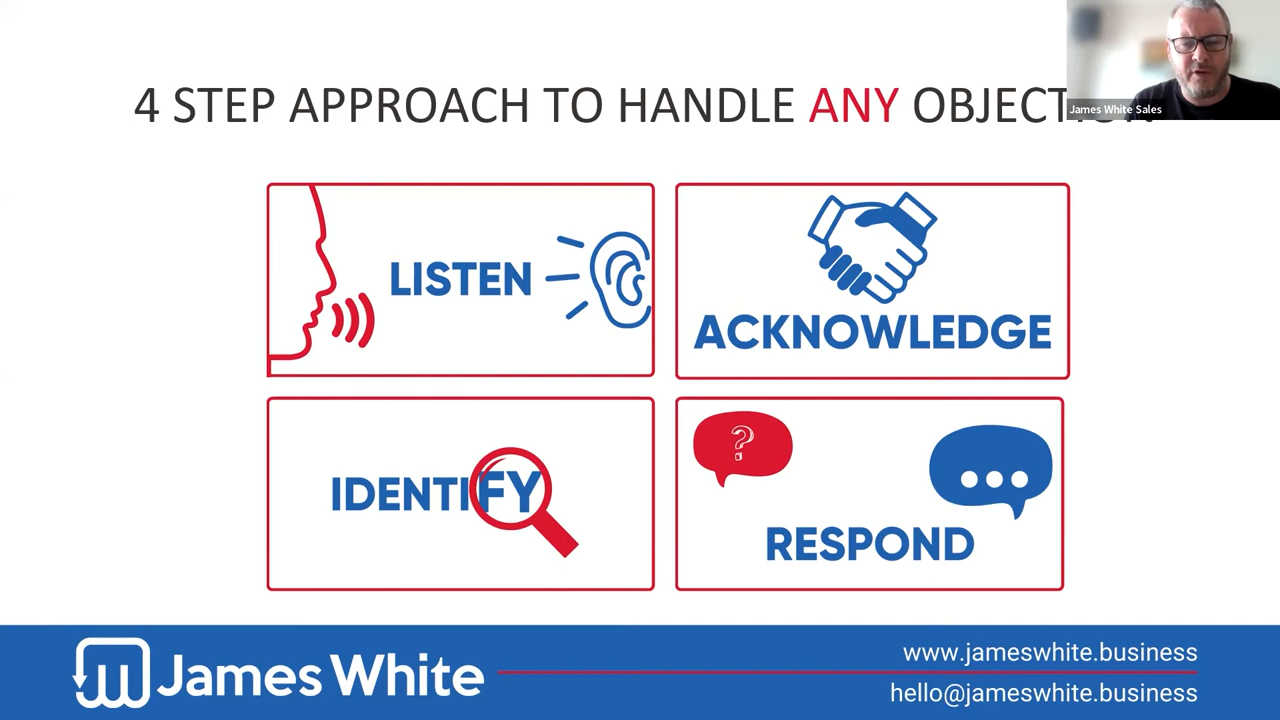 4 STEP APPROACH TO HANDLE ANY OBJECTION
James White Sales
LISTEN
ACKNOWLEDGE
IDENTIFY
?
RESPOND
James White
www.jameswhite.business
hello@jameswhite.business